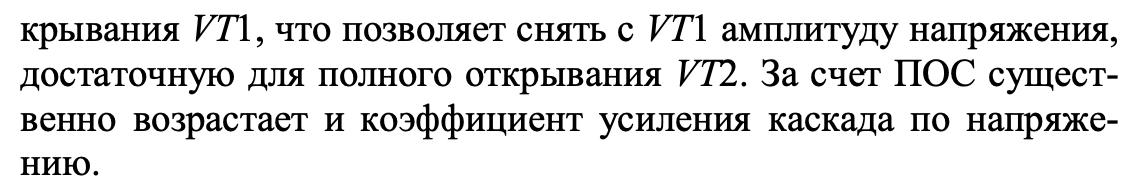 крывания VT1, что позволяет снять с VT1 амплитуду напряжения,
достаточную для полного открывания VT2. За счет ПОС сущест-
венно возрастает и коэффициент усиления каскада по напряже-
нию.